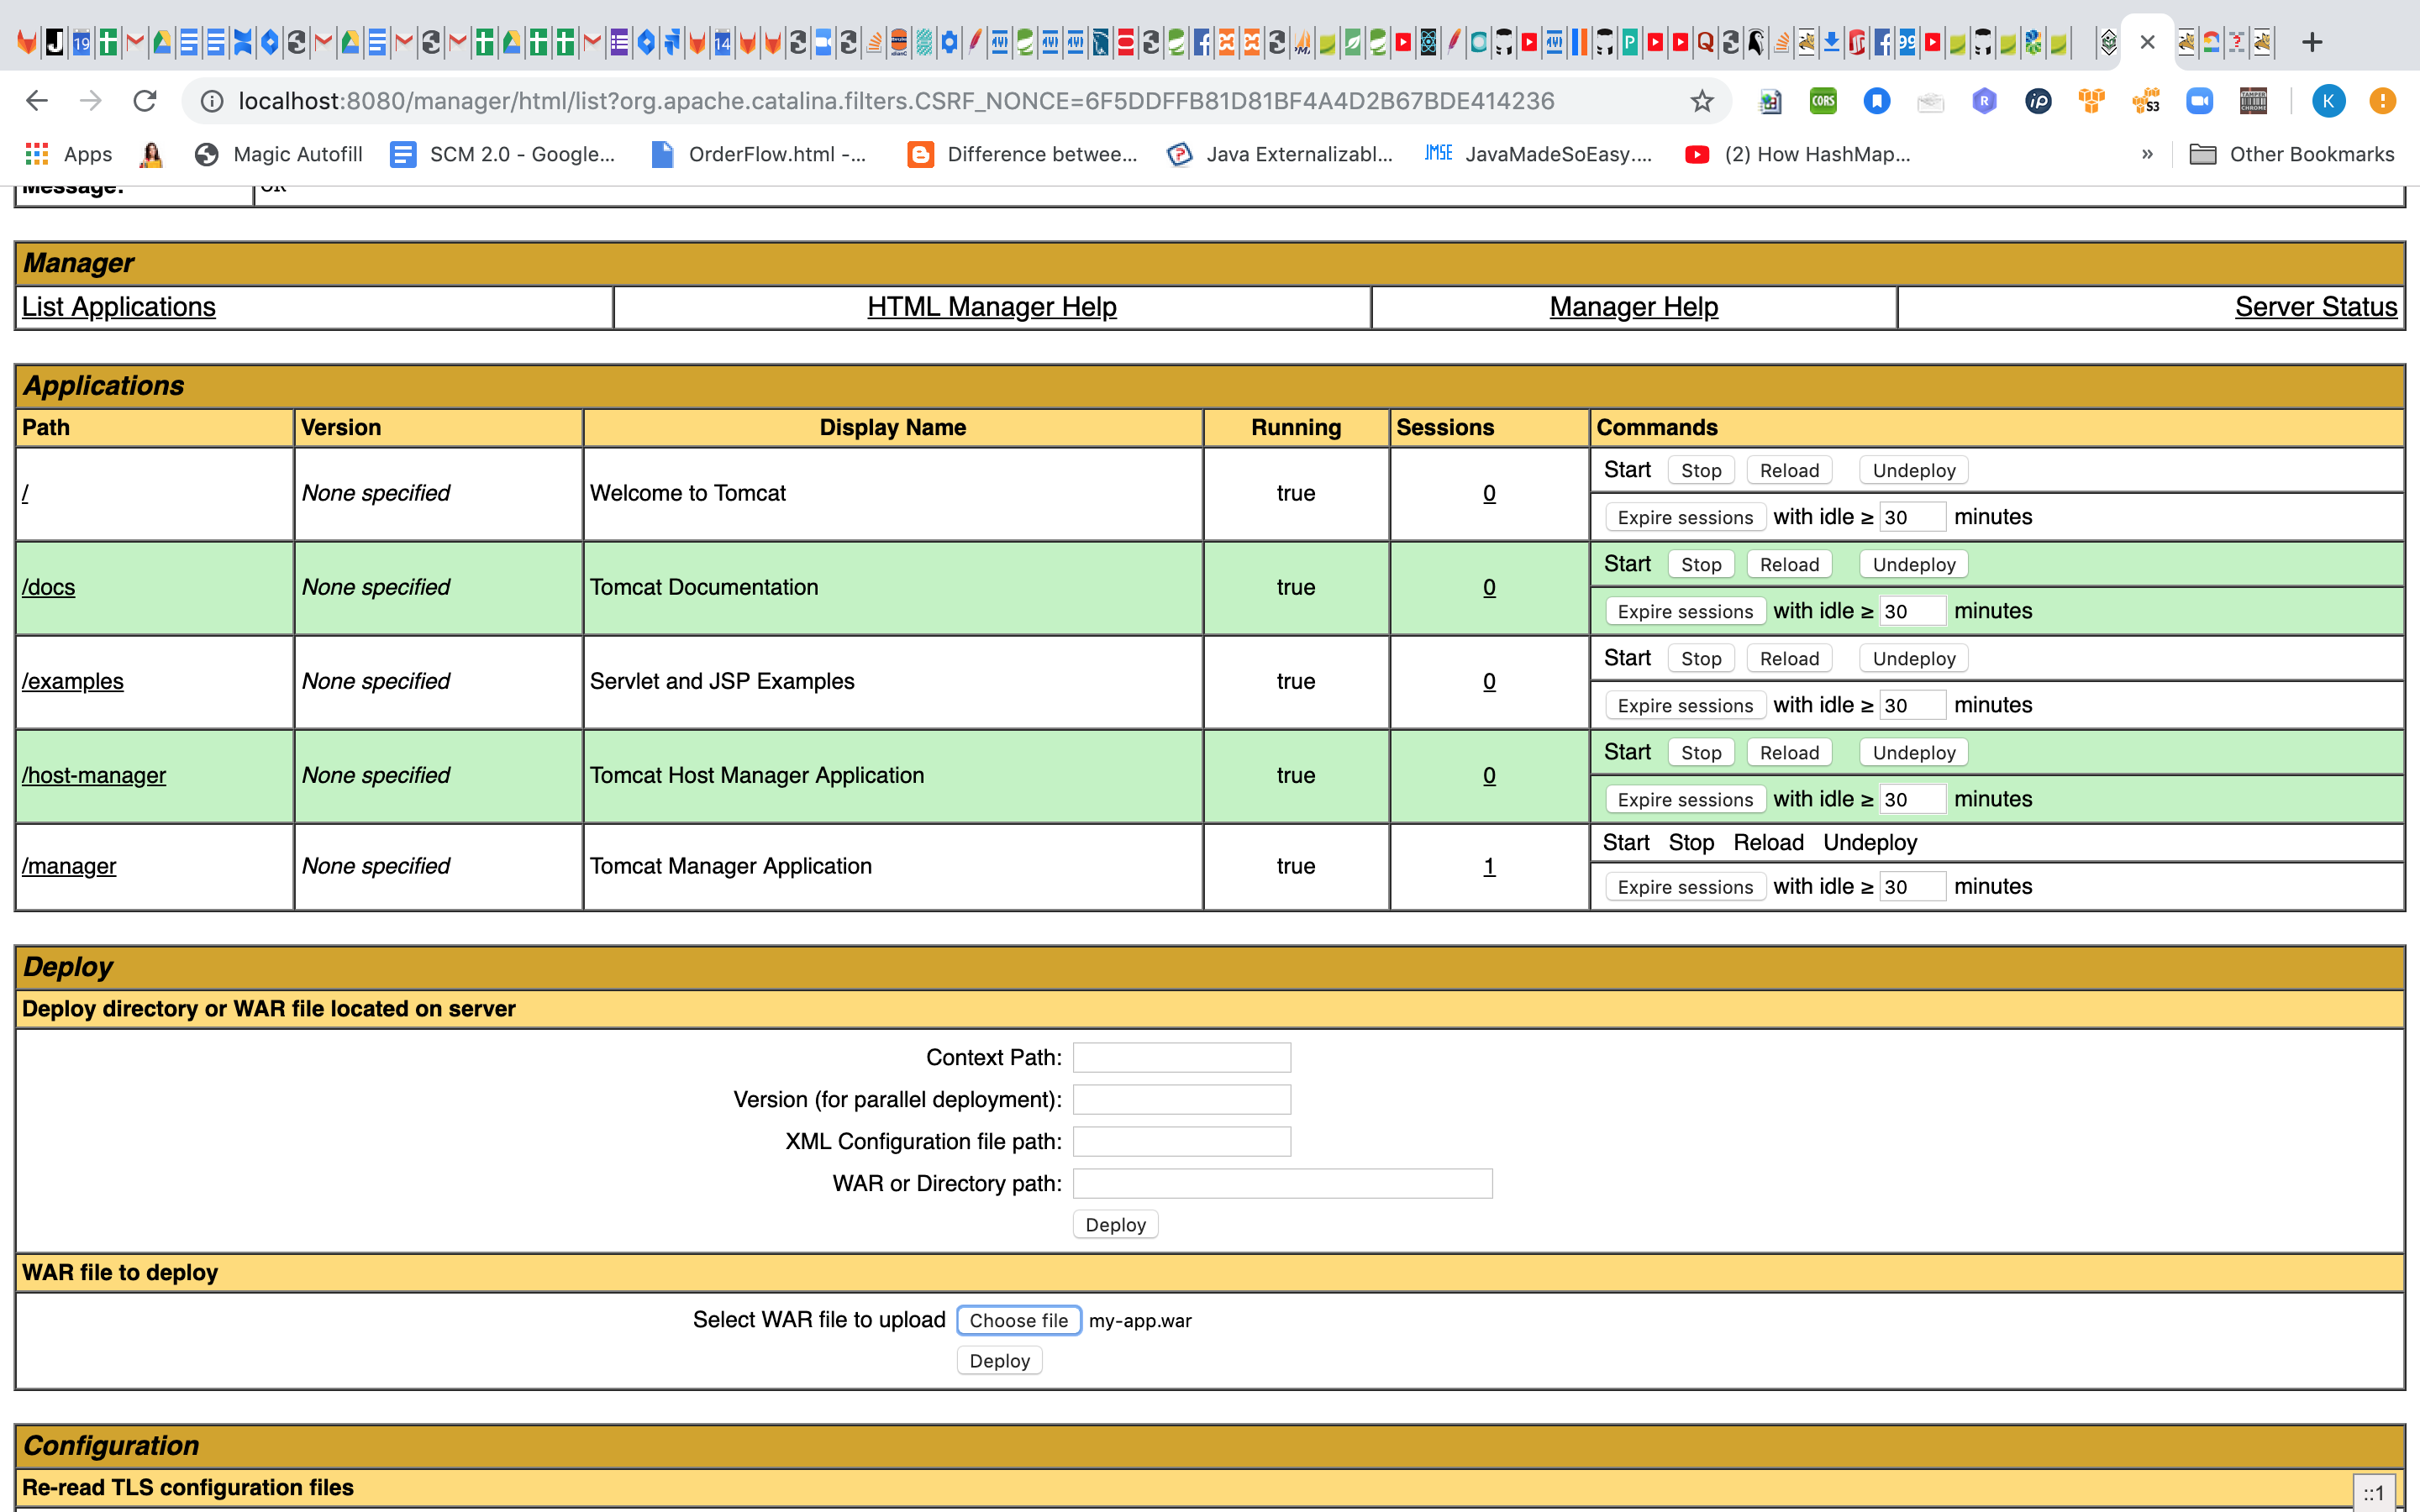 localhost:8080/manager/html/list?org.apache.catalina.filters.CSRF_NONCE=6F5DDFFB81D81BF4A4D2B67BDE414236
Apps Magic Autofill SCM 2.0 - Google... OrderFlow.html -... Difference betwee... Java Externalizabl... JavaMadeSoEasy.... (2) How HashMap... » Other Bookmarks
Message: OK
Manager
List Applications HTML Manager Help Manager Help Server Status
Applications
Path Version Display Name Running Sessions Commands
/ None specified Welcome to Tomcat true 0 Start Stop Reload Undeploy
Expire sessions with idle ≥ 30 minutes
/docs None specified Tomcat Documentation true 0 Start Stop Reload Undeploy
Expire sessions with idle ≥ 30 minutes
/examples None specified Servlet and JSP Examples true 0 Start Stop Reload Undeploy
Expire sessions with idle ≥ 30 minutes
/host-manager None specified Tomcat Host Manager Application true 0 Start Stop Reload Undeploy
Expire sessions with idle ≥ 30 minutes
/manager None specified Tomcat Manager Application true 1 Start Stop Reload Undeploy
Expire sessions with idle ≥ 30 minutes
Deploy
Deploy directory or WAR file located on server
Context Path:
Version (for parallel deployment):
XML Configuration file path:
WAR or Directory path:
Deploy
WAR file to deploy
Select WAR file to upload Choose file my-app.war
Deploy
Configuration
Re-read TLS configuration files
::1